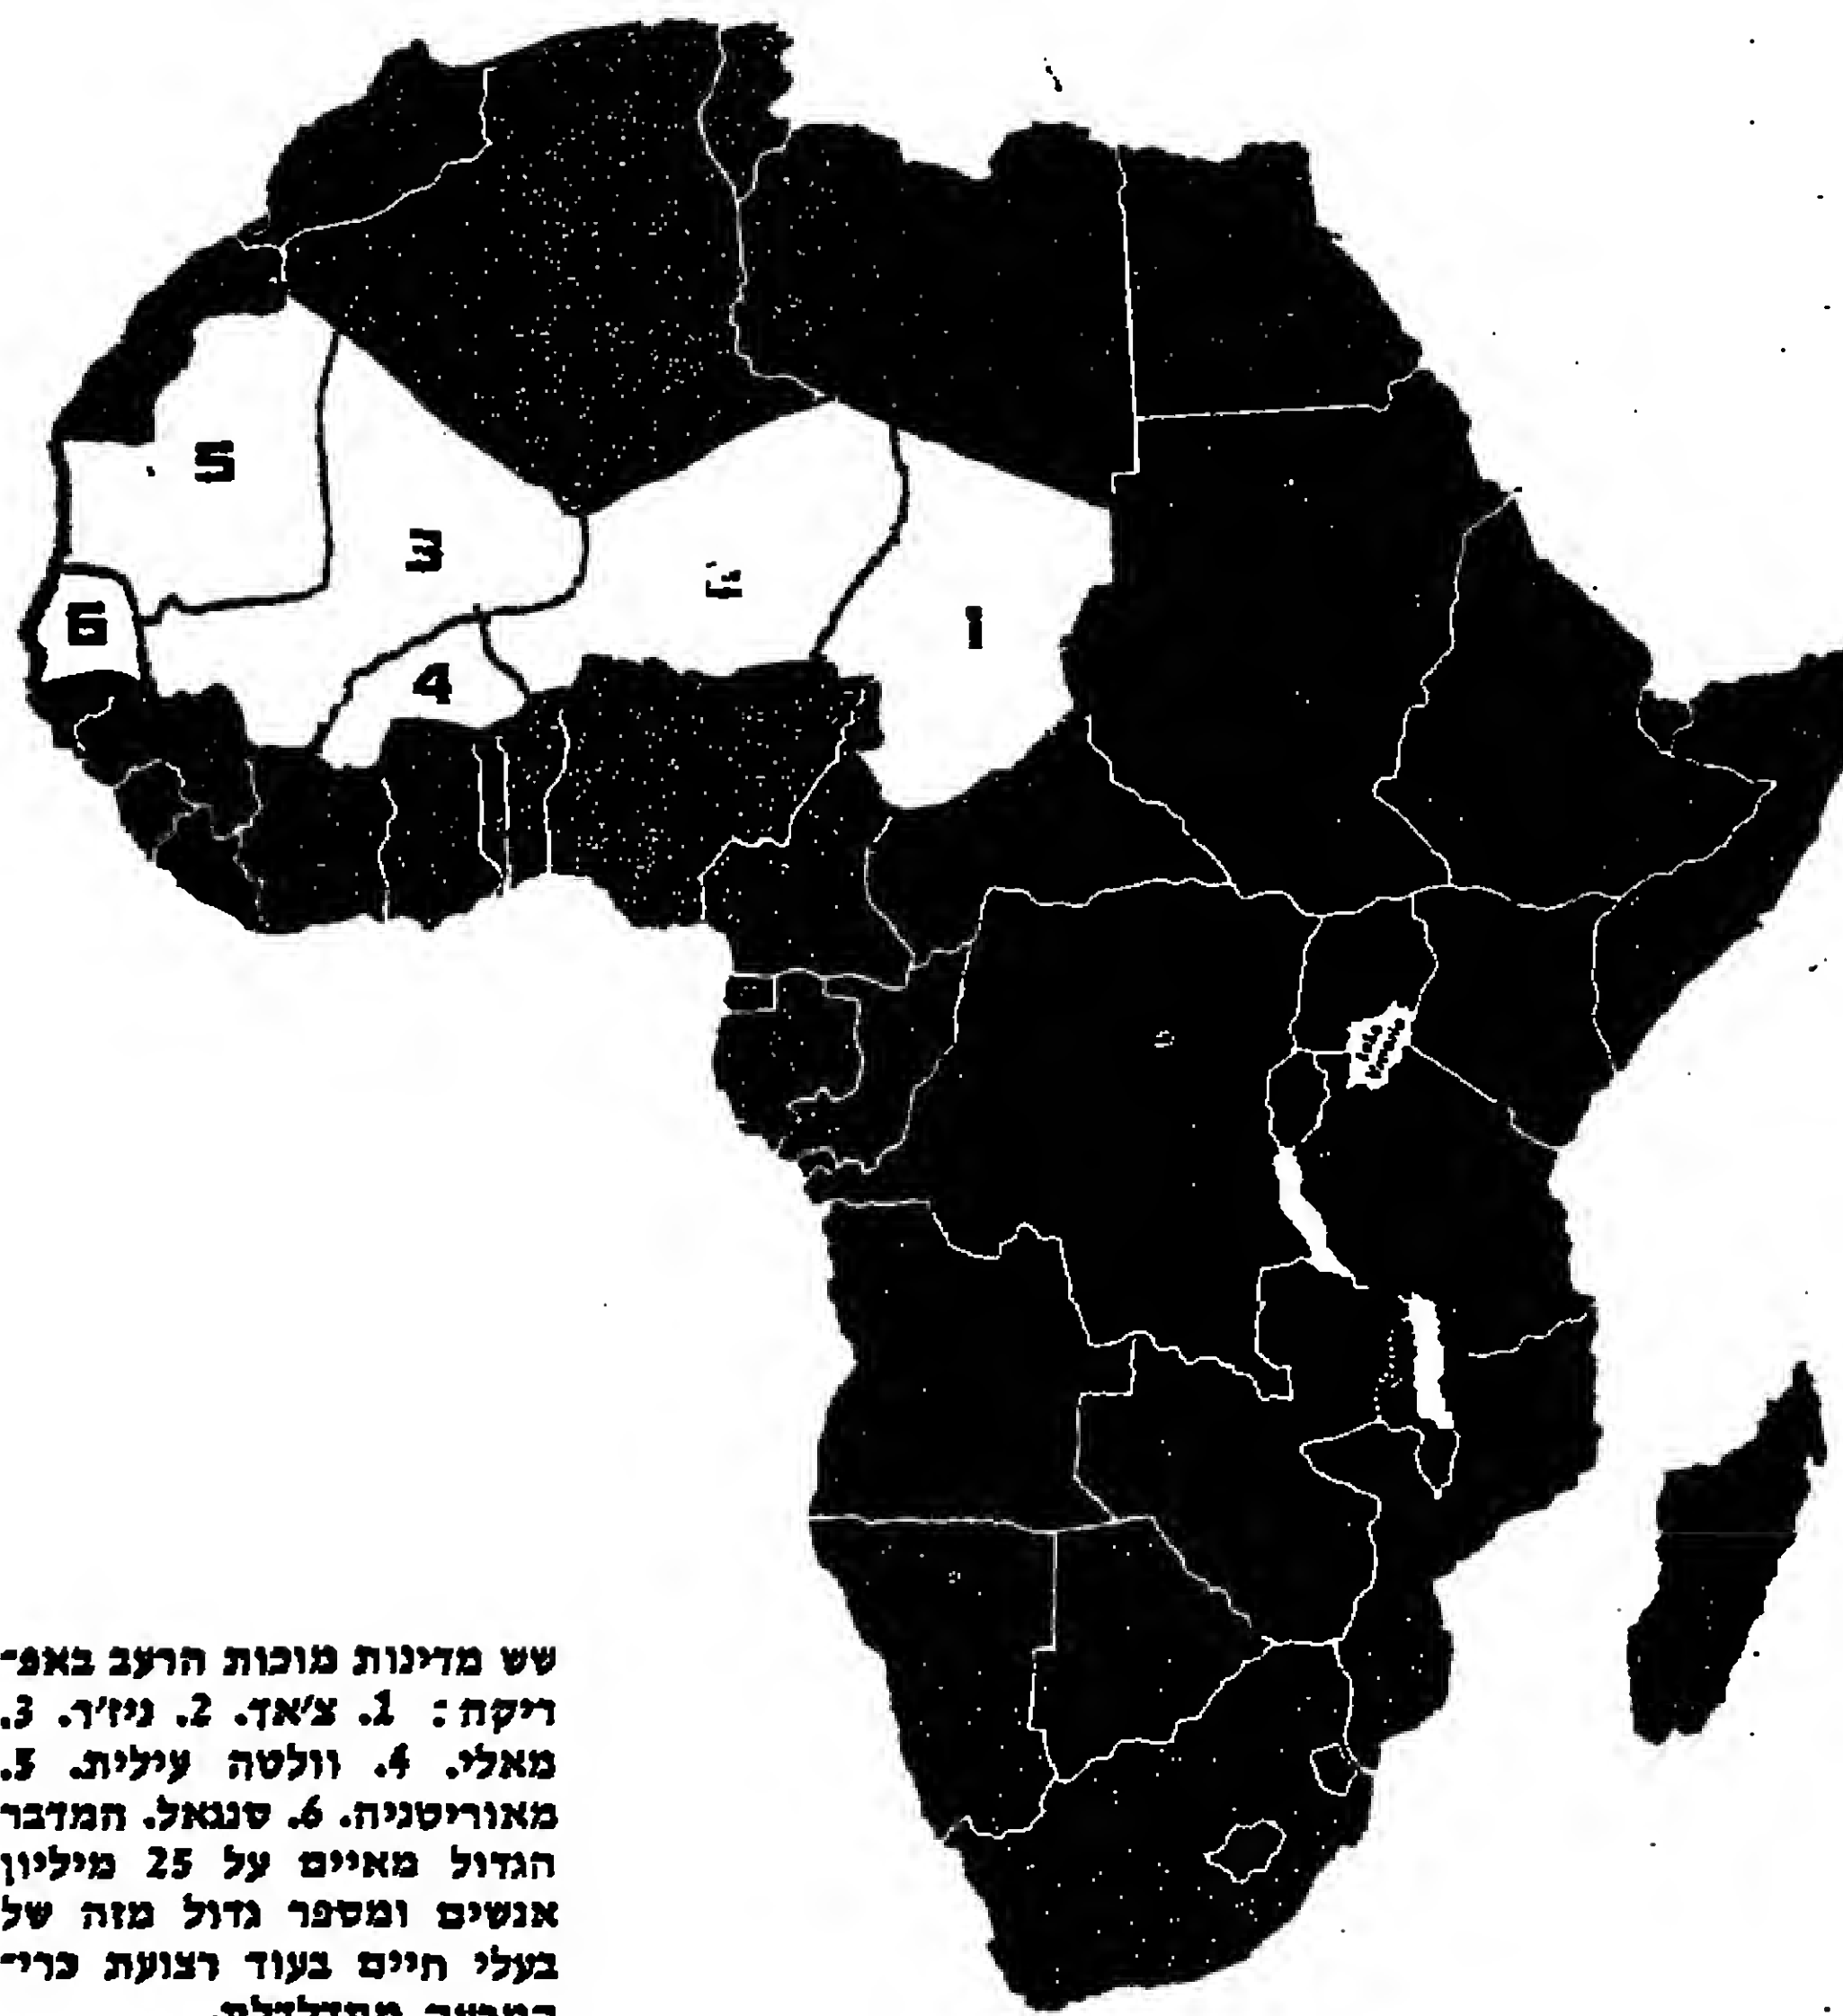 5
3
6
1
4
שש מדינות מוכות הרעב באפ־
ריקה: 1. צ'אד. 2. ניז'ר. 3.
מאלי. 4. וולטה עילית. 5.
מאוריטניה. 6. סנגאל. המדבר
הגדול מאיים על 25 מיליון
אנשים ומספר גדול מזה של
בעלי חיים בעוד רצועת כרי־